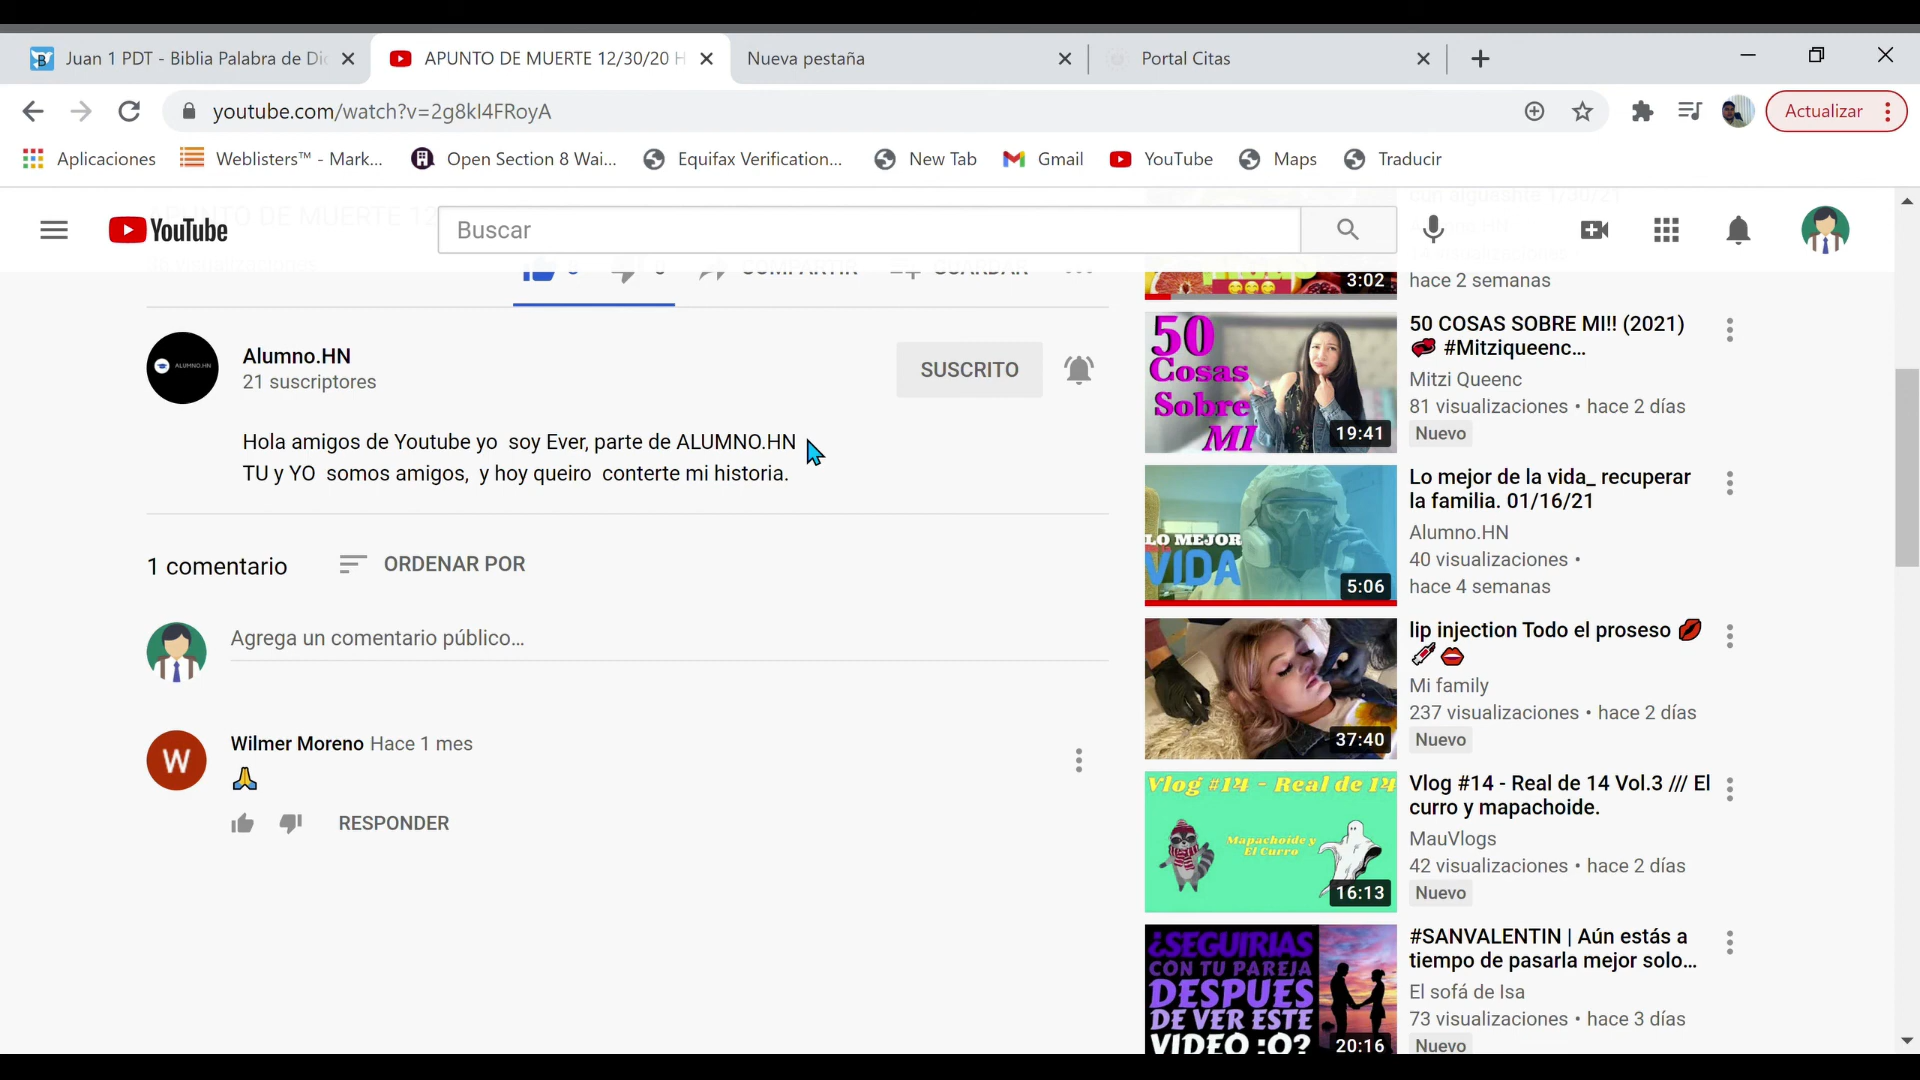 Juan 1 PDT - Biblia Palabra de Di
APUNTO DE MUERTE 12/30/20 H
Nueva pestaña
Portal Citas
youtube.com/watch?v=2g8kI4FRoyA
Actualizar
Aplicaciones
Weblisters™ - Mark...
Open Section 8 Wai...
Equifax Verification...
New Tab
Gmail
YouTube
Maps
Traducir
YouTube
Buscar
COMPARTIR
GUARDAR
Alumno.HN
21 suscriptores
SUSCRITO
Hola amigos de Youtube yo soy Ever, parte de ALUMNO.HN
TU y YO somos amigos, y hoy queiro conterte mi historia.
1 comentario
ORDENAR POR
Agrega un comentario público...
W
Wilmer Moreno Hace 1 mes
🙏
RESPONDER
3:02
hace 2 semanas
50
Cosas
Sobre
MI
19:41
50 COSAS SOBRE MI!! (2021)
💞 #Mitziqueenc...
Mitzi Queenc
81 visualizaciones • hace 2 días
Nuevo
LO MEJOR
VIDA
5:06
Lo mejor de la vida_ recuperar
la familia. 01/16/21
Alumno.HN
40 visualizaciones •
hace 4 semanas
37:40
lip injection Todo el proseso 💋
💉👄
Mi family
237 visualizaciones • hace 2 días
Nuevo
Vlog #14 - Real de 14
Mapachoide y
El Curro
16:13
Vlog #14 - Real de 14 Vol.3 /// El
curro y mapachoide.
MauVlogs
42 visualizaciones • hace 2 días
Nuevo
¿SEGUIRIAS
CON TU PAREJA
DESPUES
DE VER ESTE
VIDEO :O?
20:16
#SANVALENTIN | Aún estás a
tiempo de pasarla mejor solo...
El sofá de Isa
73 visualizaciones • hace 3 días
Nuevo